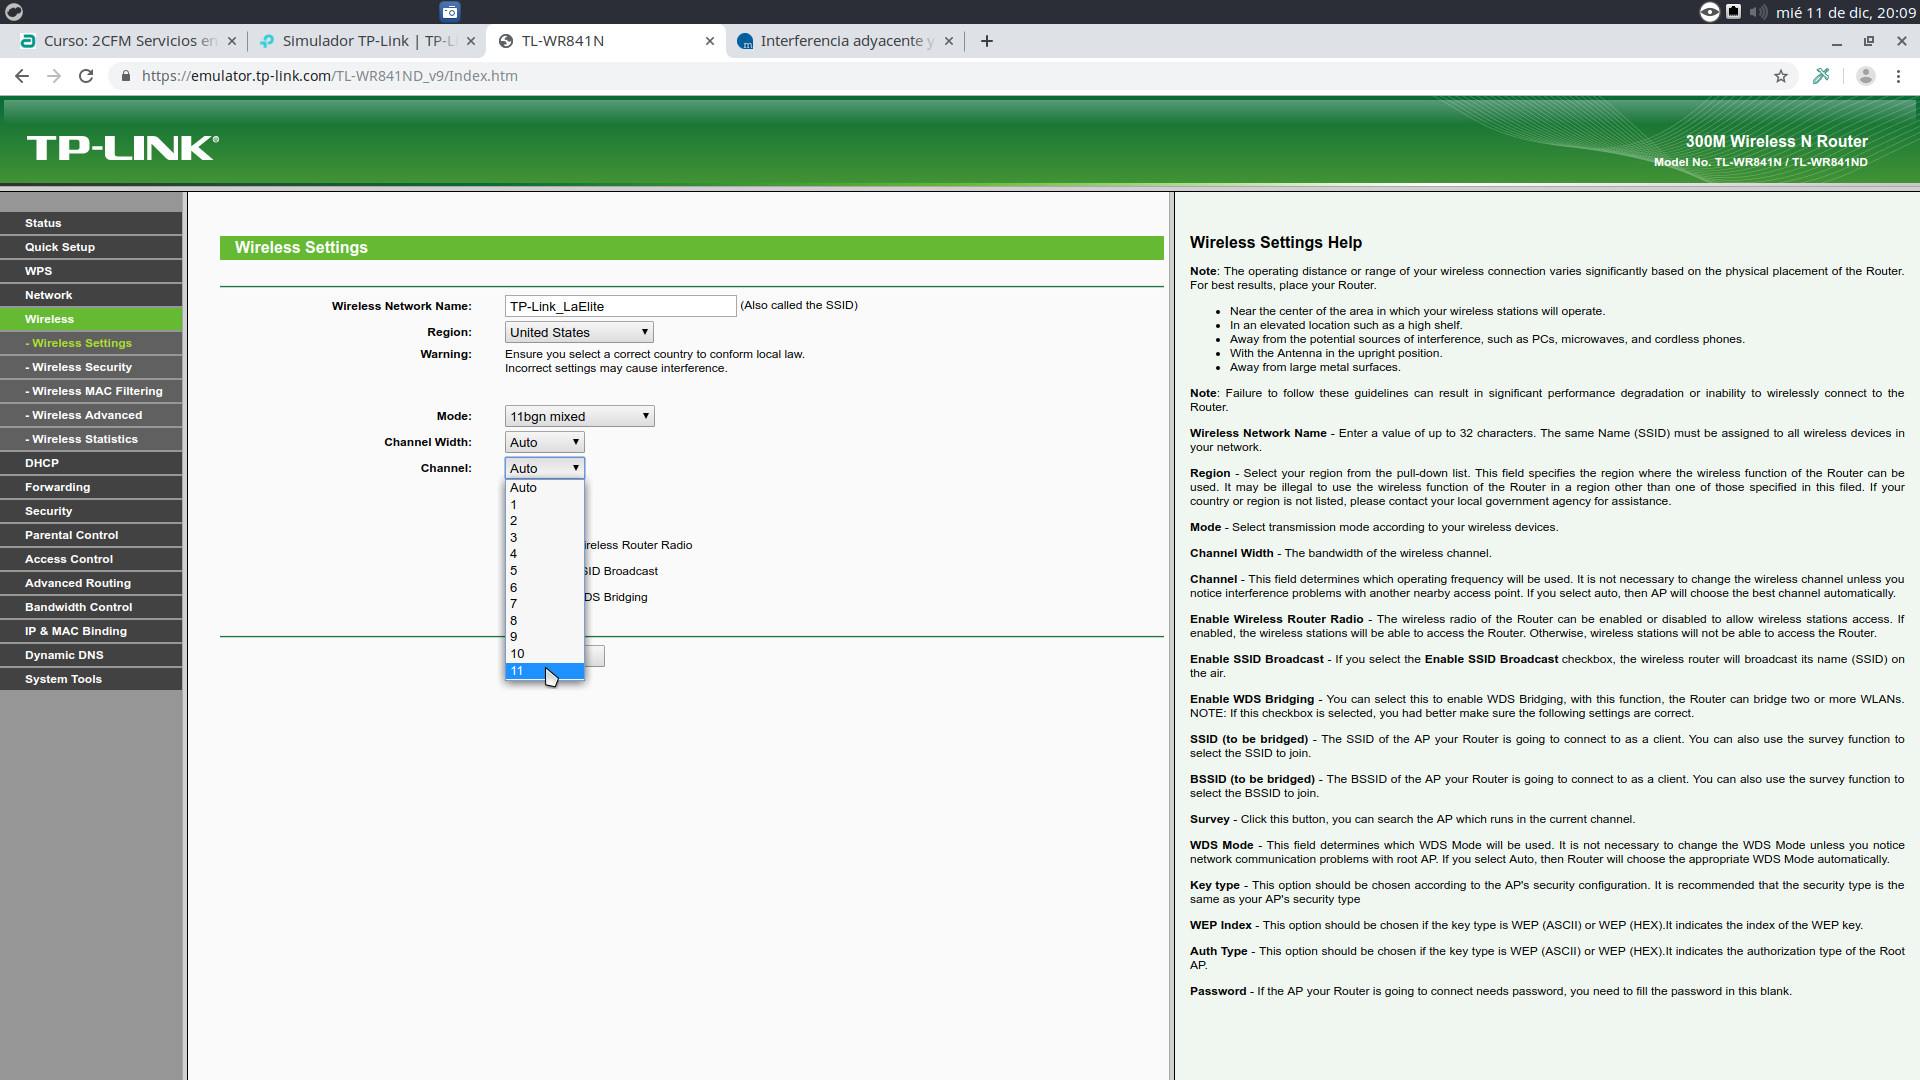 mié 11 de dic, 20:09
Curso: 2CFM Servicios en
Simulador TP-Link | TP-L
TL-WR841N
Interferencia adyacente y
https://emulator.tp-link.com/TL-WR841ND_v9/Index.htm
TP-LINK®
300M Wireless N Router
Model No. TL-WR841N / TL-WR841ND
Status
Quick Setup
WPS
Network
Wireless
- Wireless Settings
- Wireless Security
- Wireless MAC Filtering
- Wireless Advanced
- Wireless Statistics
DHCP
Forwarding
Security
Parental Control
Access Control
Advanced Routing
Bandwidth Control
IP & MAC Binding
Dynamic DNS
System Tools
Wireless Settings
Wireless Network Name: TP-Link_LaElite (Also called the SSID)
Region: United States
Warning: Ensure you select a correct country to conform local law.
Incorrect settings may cause interference.
Mode: 11bgn mixed
Channel Width: Auto
Channel: Auto
Auto
1
2
3
4
5
6
7
8
9
10
11
ireless Router Radio
SID Broadcast
DS Bridging
Wireless Settings Help
Note: The operating distance or range of your wireless connection varies significantly based on the physical placement of the Router.
For best results, place your Router.
• Near the center of the area in which your wireless stations will operate.
• In an elevated location such as a high shelf.
• Away from the potential sources of interference, such as PCs, microwaves, and cordless phones.
• With the Antenna in the upright position.
• Away from large metal surfaces.
Note: Failure to follow these guidelines can result in significant performance degradation or inability to wirelessly connect to the
Router.
Wireless Network Name - Enter a value of up to 32 characters. The same Name (SSID) must be assigned to all wireless devices in
your network.
Region - Select your region from the pull-down list. This field specifies the region where the wireless function of the Router can be
used. It may be illegal to use the wireless function of the Router in a region other than one of those specified in this filed. If your
country or region is not listed, please contact your local government agency for assistance.
Mode - Select transmission mode according to your wireless devices.
Channel Width - The bandwidth of the wireless channel.
Channel - This field determines which operating frequency will be used. It is not necessary to change the wireless channel unless you
notice interference problems with another nearby access point. If you select auto, then AP will choose the best channel automatically.
Enable Wireless Router Radio - The wireless radio of the Router can be enabled or disabled to allow wireless stations access. If
enabled, the wireless stations will be able to access the Router. Otherwise, wireless stations will not be able to access the Router.
Enable SSID Broadcast - If you select the Enable SSID Broadcast checkbox, the wireless router will broadcast its name (SSID) on
the air.
Enable WDS Bridging - You can select this to enable WDS Bridging, with this function, the Router can bridge two or more WLANs.
NOTE: If this checkbox is selected, you had better make sure the following settings are correct.
SSID (to be bridged) - The SSID of the AP your Router is going to connect to as a client. You can also use the survey function to
select the SSID to join.
BSSID (to be bridged) - The BSSID of the AP your Router is going to connect to as a client. You can also use the survey function to
select the BSSID to join.
Survey - Click this button, you can search the AP which runs in the current channel.
WDS Mode - This field determines which WDS Mode will be used. It is not necessary to change the WDS Mode unless you notice
network communication problems with root AP. If you select Auto, then Router will choose the appropriate WDS Mode automatically.
Key type - This option should be chosen according to the AP's security configuration. It is recommended that the security type is the
same as your AP's security type
WEP Index - This option should be chosen if the key type is WEP (ASCII) or WEP (HEX).It indicates the index of the WEP key.
Auth Type - This option should be chosen if the key type is WEP (ASCII) or WEP (HEX).It indicates the authorization type of the Root
AP.
Password - If the AP your Router is going to connect needs password, you need to fill the password in this blank.